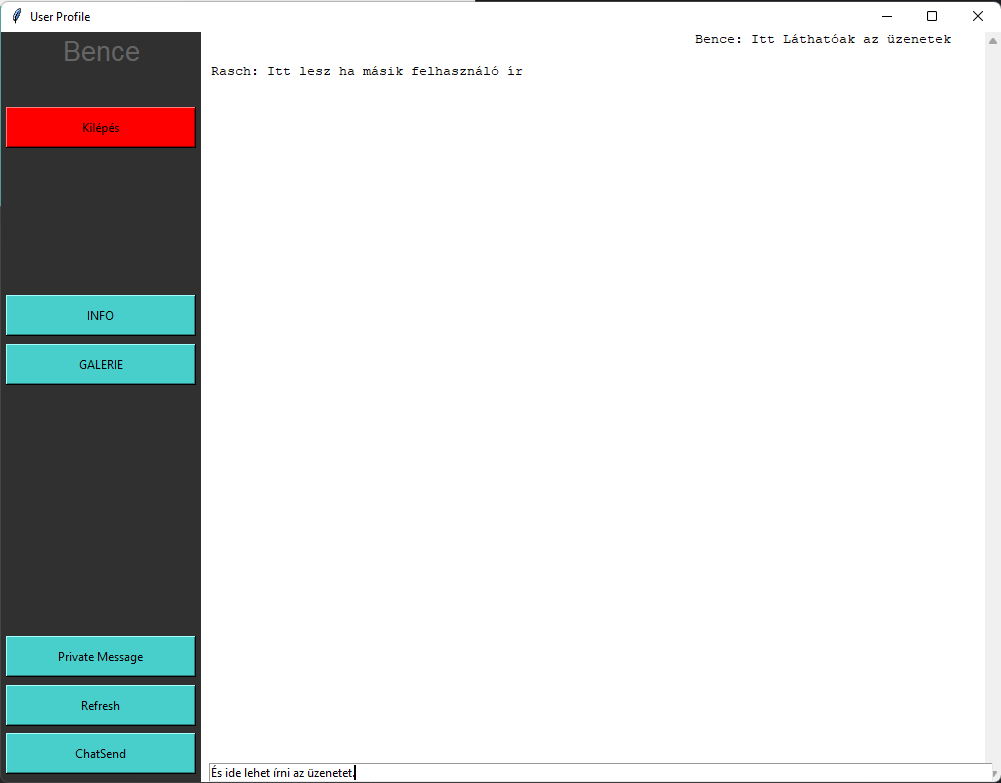 User Profile
Bence
Kilépés
INFO
GALERIE
Private Message
Refresh
ChatSend
Bence: Itt Láthatóak az üzenetek
Rasch: Itt lesz ha másik felhasználó ír
És ide lehet írni az üzenetet.